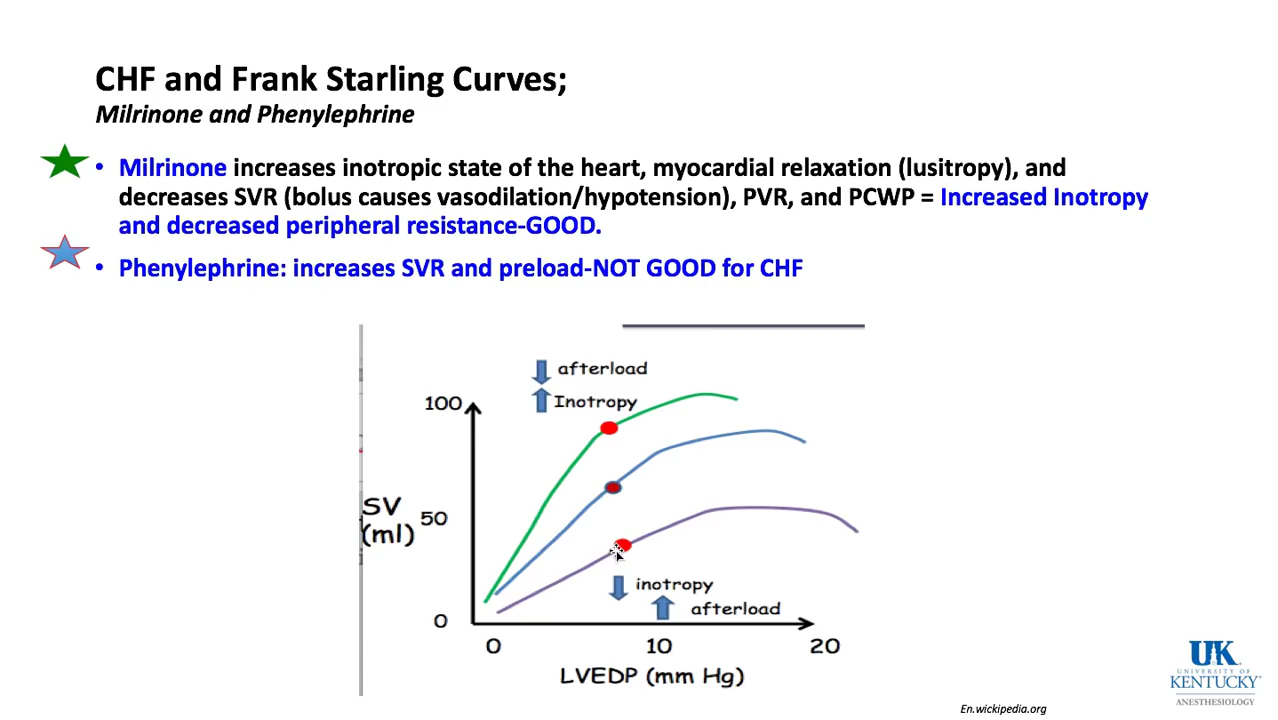 CHF and Frank Starling Curves;
Milrinone and Phenylephrine
• Milrinone increases inotropic state of the heart, myocardial relaxation (lusitropy), and
decreases SVR (bolus causes vasodilation/hypotension), PVR, and PCWP = Increased Inotropy
and decreased peripheral resistance-GOOD.
• Phenylephrine: increases SVR and preload-NOT GOOD for CHF
afterload
Inotropy
100
SV
(ml)
50
inotropy
afterload
0
0 10 20
LVEDP (mm Hg)
UK
UNIVERSITY OF
KENTUCKY
ANESTHESIOLOGY
En.wickipedia.org